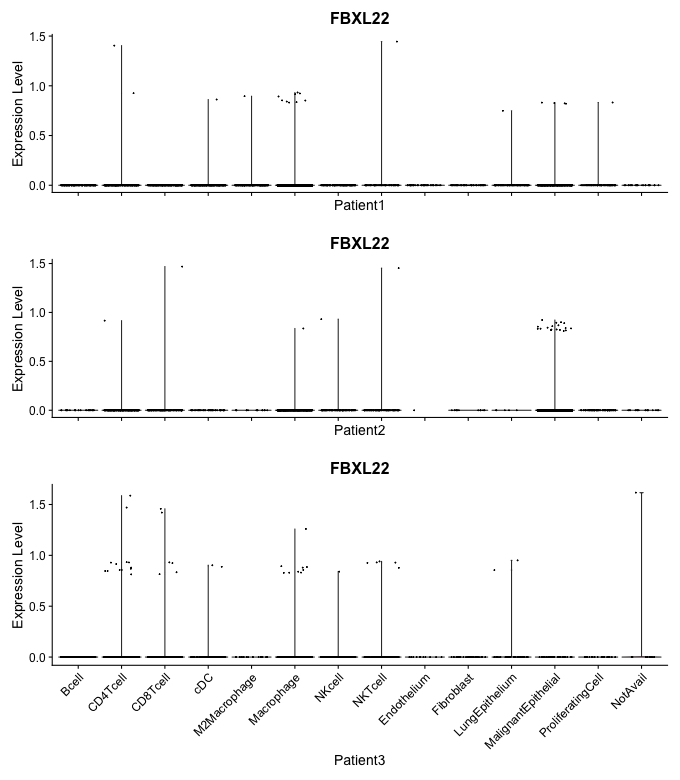 FBXL22
Expression Level
1.5
1.0
0.5
0.0
Patient1
FBXL22
Expression Level
1.5
1.0
0.5
0.0
Patient2
FBXL22
Expression Level
1.5
1.0
0.5
0.0
Bcell
CD4Tcell
CD8Tcell
cDC
M2Macrophage
Macrophage
NKcell
NKTcell
Endothelium
Fibroblast
LungEpithelium
MalignantEpithelial
ProliferatingCell
NotAvail
Patient3